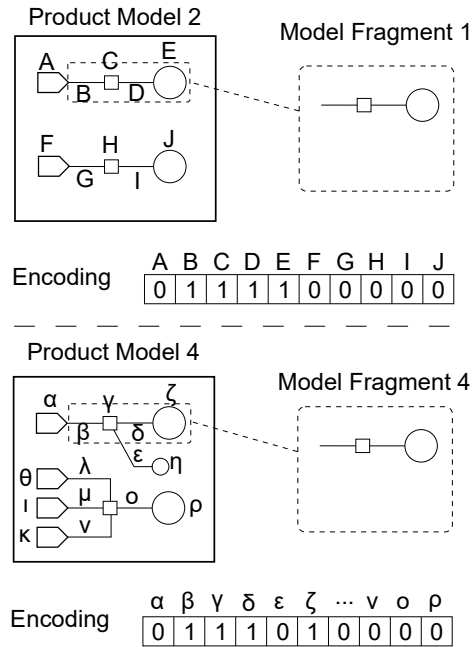 Product Model 2
Model Fragment 1
A
C
E
B
D
F
H
J
G
I
A B C D E F G H I J
Encoding
0 1 1 1 1 0 0 0 0 0
Product Model 4
Model Fragment 4
α
γ
ζ
β
δ
ε
η
θ
λ
ι
μ
ο
ρ
κ
ν
α β γ δ ε ζ ... ν ο ρ
Encoding
0 1 1 1 0 1 0 0 0 0